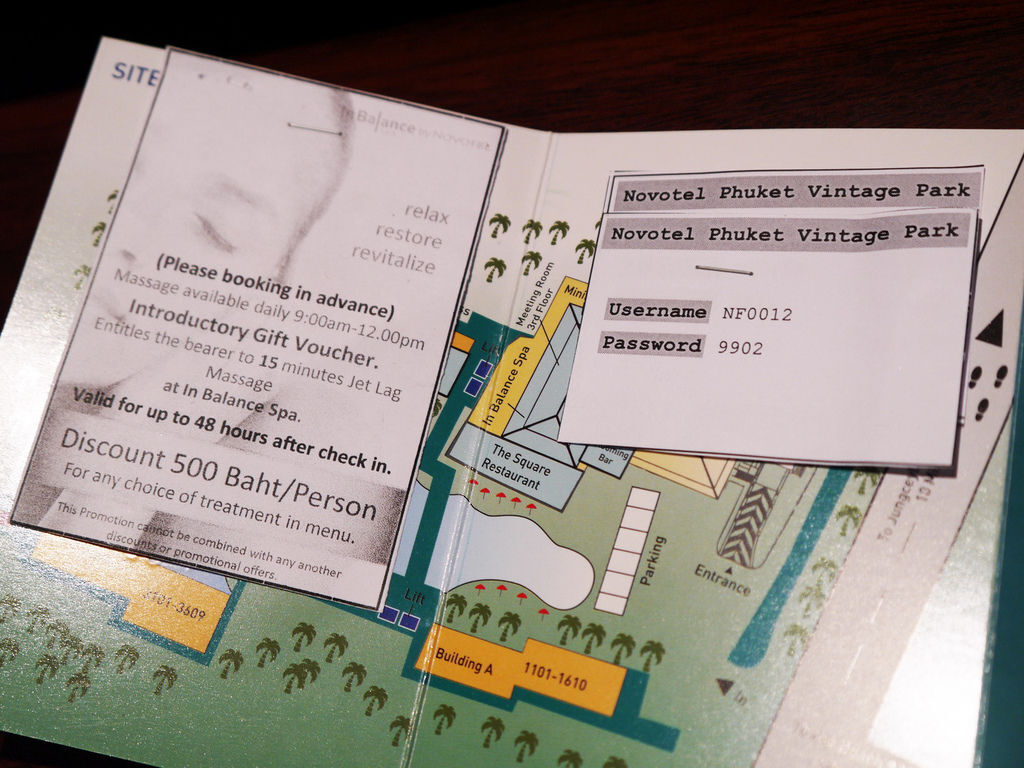 SITE
In Balance by NOVOTEL
relax
restore
revitalize
(Please booking in advance)
Massage available daily 9:00am-12.00pm
Introductory Gift Voucher.
Entitles the bearer to 15 minutes Jet Lag
Massage
at In Balance Spa.
Valid for up to 48 hours after check in.
Discount 500 Baht/Person
For any choice of treatment in menu.
This Promotion cannot be combined with any another
discounts or promotional offers.
Novotel Phuket Vintage Park
Novotel Phuket Vintage Park
Username NF0012
Password 9902
Meeting Room
3rd Floor
Mini
Lift
In Balance Spa
The Square
Restaurant
Bar
Parking
Entrance
Lift
Building A
1101-1610
In